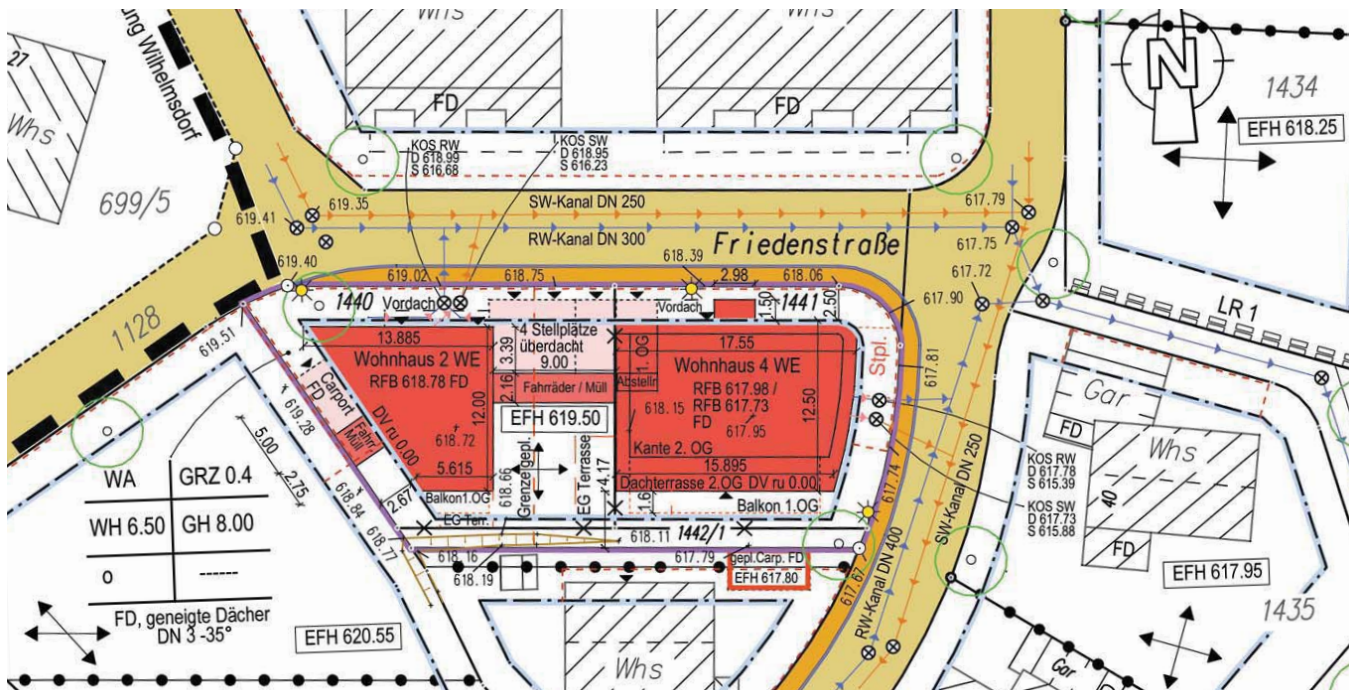 Whs
Whs
27
Whs
ung Wilhelmsdorf
FD
FD
1434
EFH 618.25
N
KOS RW
D 618.99
S 616.68
KOS SW
D 618.95
S 616.23
699/5
619.41
619.35
SW-Kanal DN 250
617.79
RW-Kanal DN 300
Friedenstraße
617.75
619.40
619.02
618.75
618.39
2.98
618.06
617.72
617.90
1440
Vordach
Vordach
1441
1.50
2.50
LR 1
1128
619.51
13.885
4 Stellplätze
überdacht
9.00
3.39
1. OG
17.55
Stpl.
617.81
Wohnhaus 2 WE
RFB 618.78 FD
Wohnhaus 4 WE
RFB 617.98 /
RFB 617.73
FD
Carport
FD
2.16
Fahrräder / Müll
Abstellr.
Gar
FD
12.00
EFH 619.50
618.15
12.50
617.95
619.28
DV ru 0.00
Fahr./
Müll
618.72
Kante 2. OG
Whs
40
5.00
2.75
5.615
618.66
Grenze gepl.
EG Terrasse
4.17
15.895
Dachterrasse 2.OG DV ru 0.00
617.74
SW-Kanal DN 250
KOS RW
D 617.78
S 615.39
KOS SW
D 617.73
S 615.88
WA
GRZ 0.4
618.84
2.67
Balkon1.OG
1.6
Balkon 1.OG
WH 6.50
GH 8.00
EG Terr.
618.11
1442/1
FD
618.77
618.16
617.79
gepl.Carp. FD
618.19
EFH 617.80
617.67
RW-Kanal DN 400
EFH 617.95
o
------
FD, geneigte Dächer
DN 3 -35°
EFH 620.55
Whs
Gar
1435